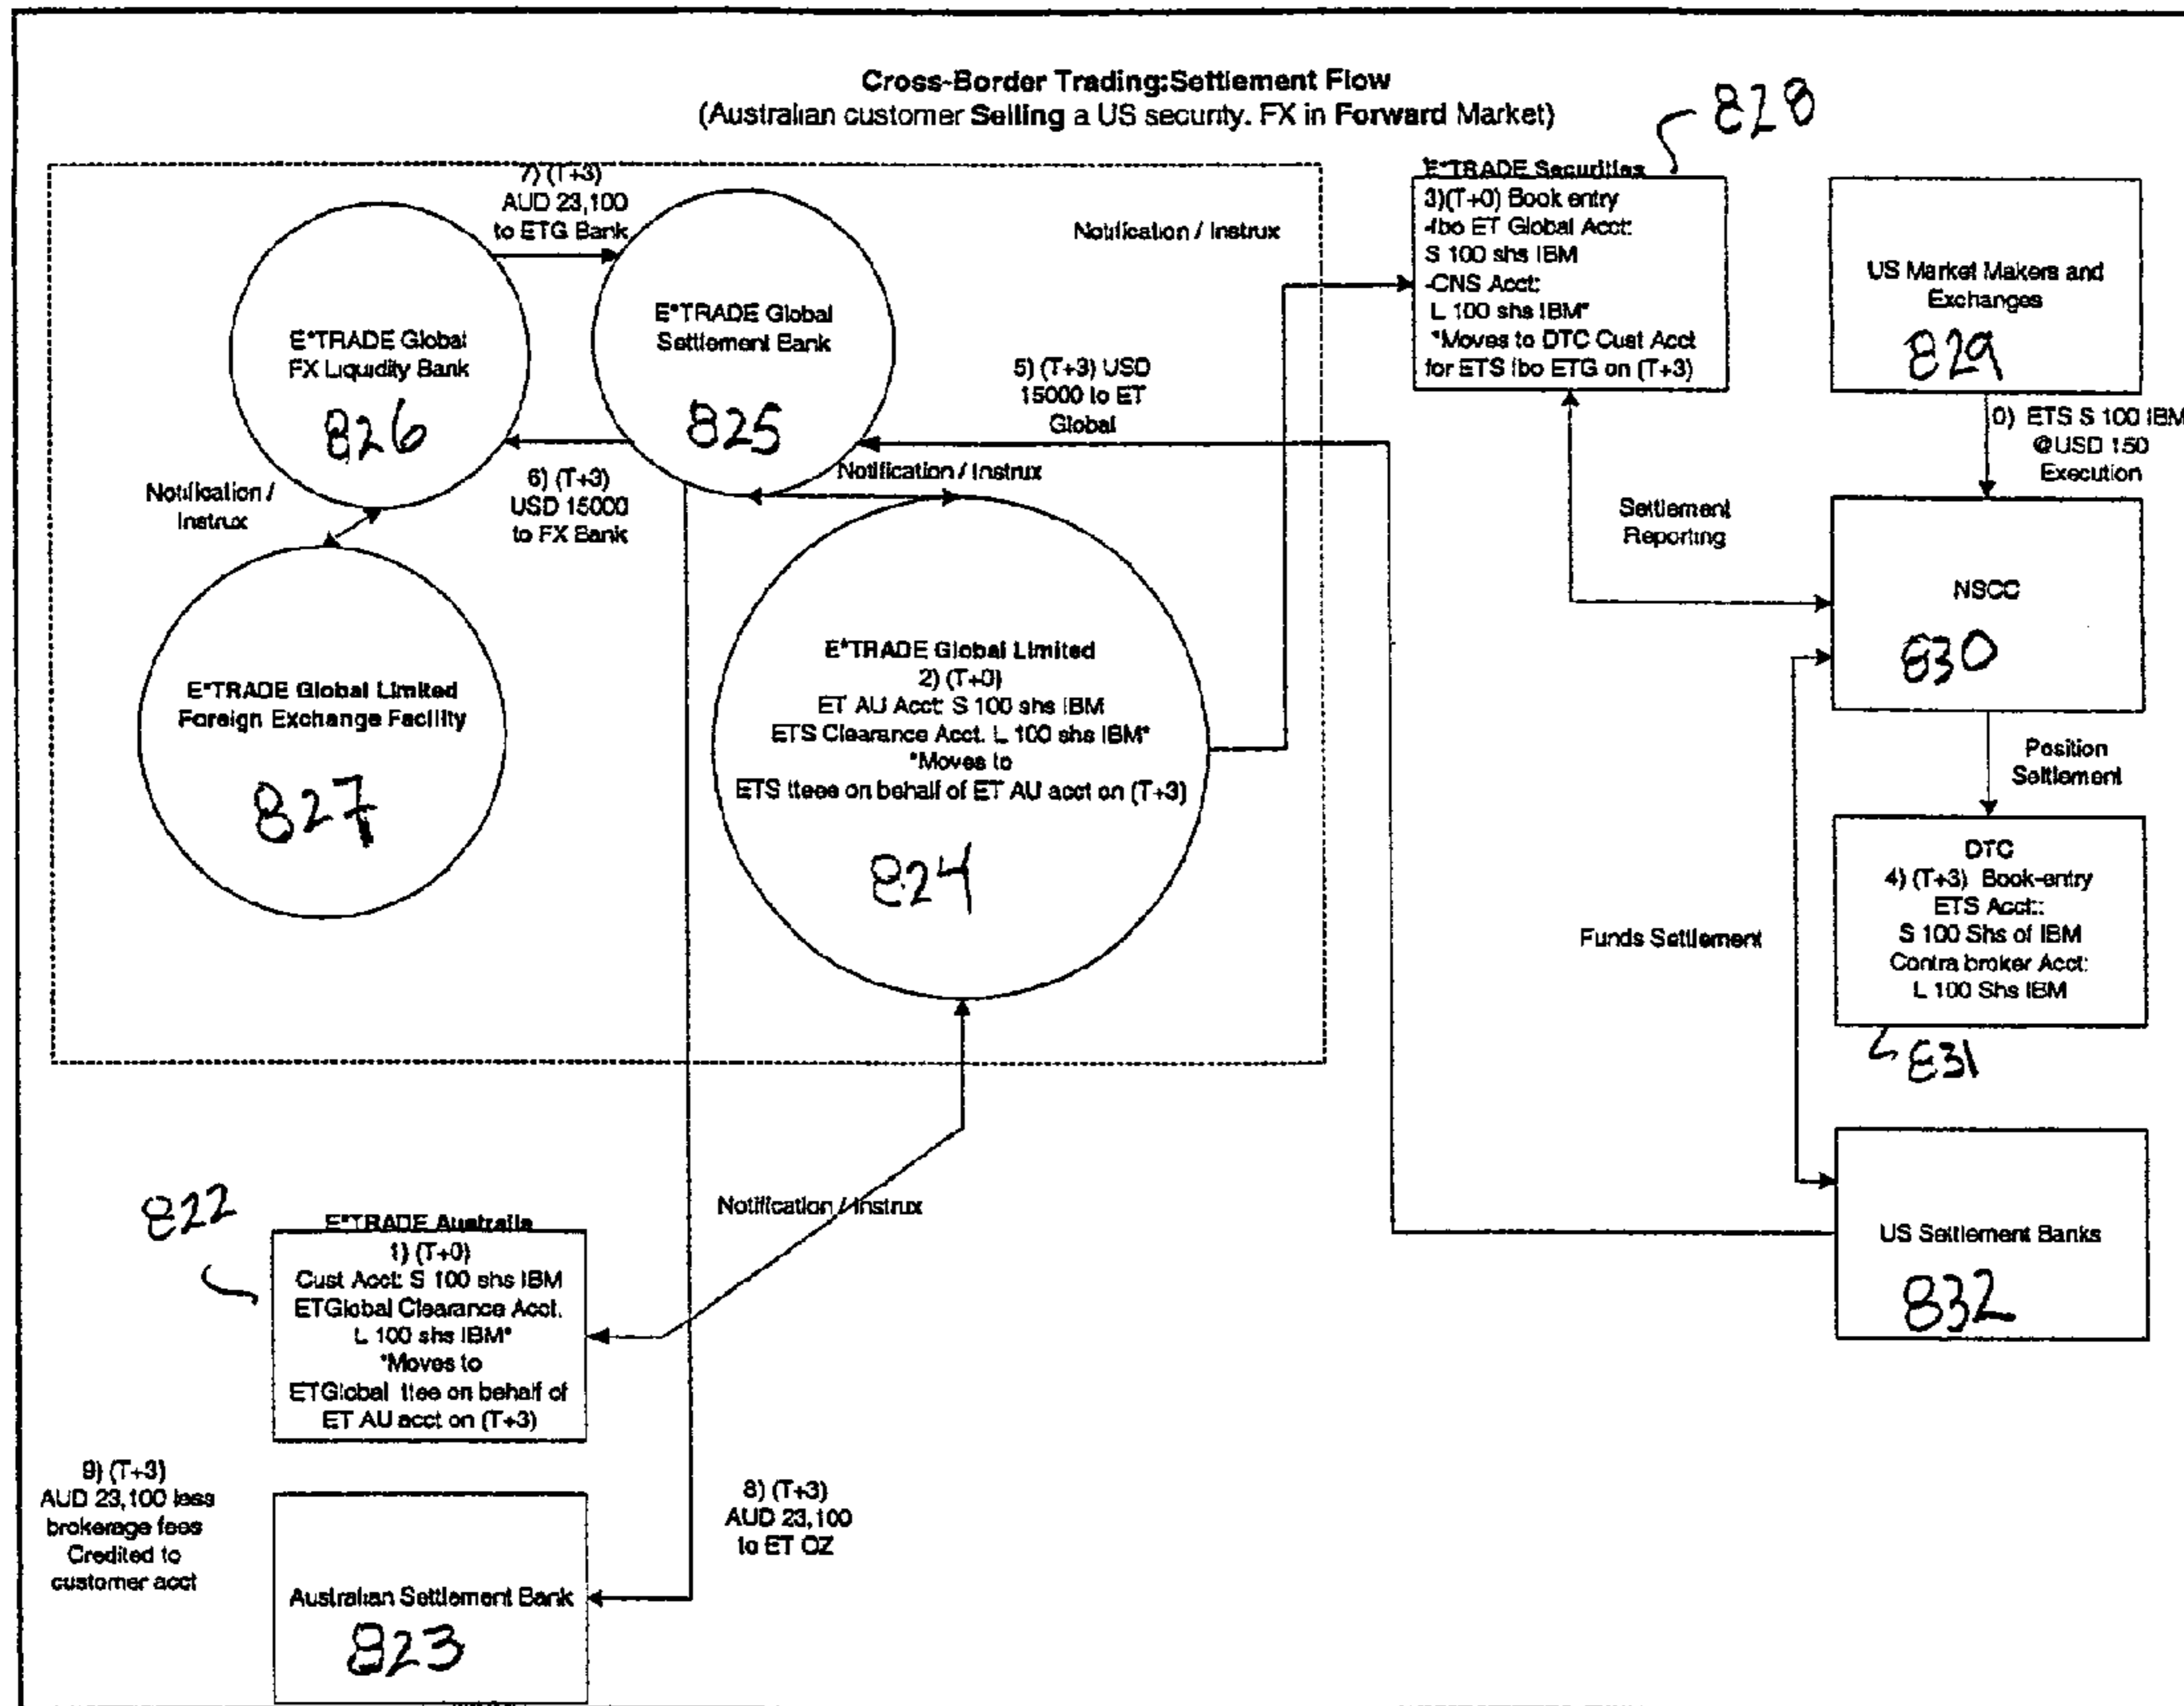 Cross-Border Trading:Settlement Flow
(Australian customer Selling a US security. FX in Forward Market)
828
7) (T+3)
AUD 23,100
to ETG Bank
Notification / Instrux
E*TRADE Global
FX Liquidity Bank
826
E*TRADE Global
Settlement Bank
825
6) (T+3)
USD 15000
to FX Bank
5) (T+3) USD
15000 to ET
Global
Notification / Instrux
Notification /
Instrux
E*TRADE Global Limited
Foreign Exchange Facility
827
E*TRADE Global Limited
2) (T+0)
ET AU Acct: S 100 shs IBM
ETS Clearance Acct. L 100 shs IBM*
*Moves to
ETS ttee on behalf of ET AU acct on (T+3)
824
E*TRADE Securities
3)(T+0) Book entry
-fbo ET Global Acct:
S 100 shs IBM
-CNS Acct:
L 100 shs IBM*
*Moves to DTC Cust Acct
for ETS fbo ETG on (T+3)
US Market Makers and
Exchanges
829
0) ETS S 100 IBM
@USD 150
Execution
Settlement
Reporting
NSCC
830
Position
Settlement
DTC
4) (T+3) Book-entry
ETS Acct::
S 100 Shs of IBM
Contra broker Acct:
L 100 Shs IBM
831
Funds Settlement
US Settlement Banks
832
Notification / Instrux
822
E*TRADE Australia
1) (T+0)
Cust Acct: S 100 shs IBM
ETGlobal Clearance Acct.
L 100 shs IBM*
*Moves to
ETGlobal ttee on behalf of
ET AU acct on (T+3)
9) (T+3)
AUD 23,100 less
brokerage fees
Credited to
customer acct
8) (T+3)
AUD 23,100
to ET OZ
Australian Settlement Bank
823